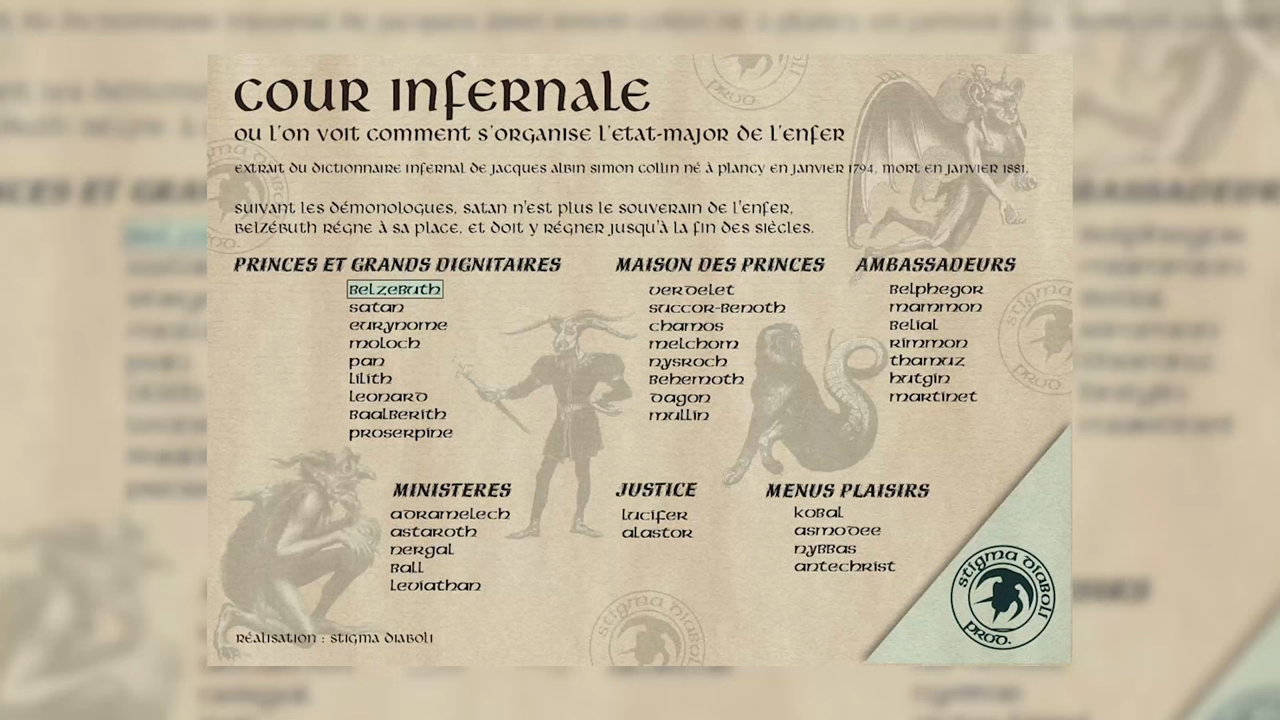 COUR INFERNALE
OU L'ON VOIT COMMENT S'ORGANISE L'ETAT-MAJOR DE L'ENFER
EXTRAIT DU DICTIONNAIRE INFERNAL DE JACQUES ALBIN SIMON COLLIN NÉ À PLANCY EN JANVIER 1794, MORT EN JANVIER 1881.
SUIVANT LES DÉMONOLOGUES, SATAN N'EST PLUS LE SOUVERAIN DE L'ENFER,
BELZÉBUTH RÉGNE À SA PLACE, ET DOIT Y RÉGNER JUSQU'À LA FIN DES SIÈCLES.
PRINCES ET GRANDS DIGNITAIRES
BELZEBUTH
SATAN
EURYNOME
MOLOCH
PAN
LILITH
LEONARD
BAALBERITH
PROSERPINE
MAISON DES PRINCES
VERDELET
SUCCOR-BENOTH
CHAMOS
MELCHOM
NYSROCH
BEHEMOTH
DAGON
MULLIN
AMBASSADEURS
BELPHEGOR
MAMMON
BELIAL
RIMMON
THAMUZ
HUTGIN
MARTINET
MINISTERES
ADRAMELECH
ASTAROTH
NERGAL
BALL
LEVIATHAN
JUSTICE
LUCIFER
ALASTOR
MENUS PLAISIRS
KOBAL
ASMODEE
NYBBAS
ANTECHRIST
STIGMA DIABOLI
PROD.
RÉALISATION : STIGMA DIABOLI